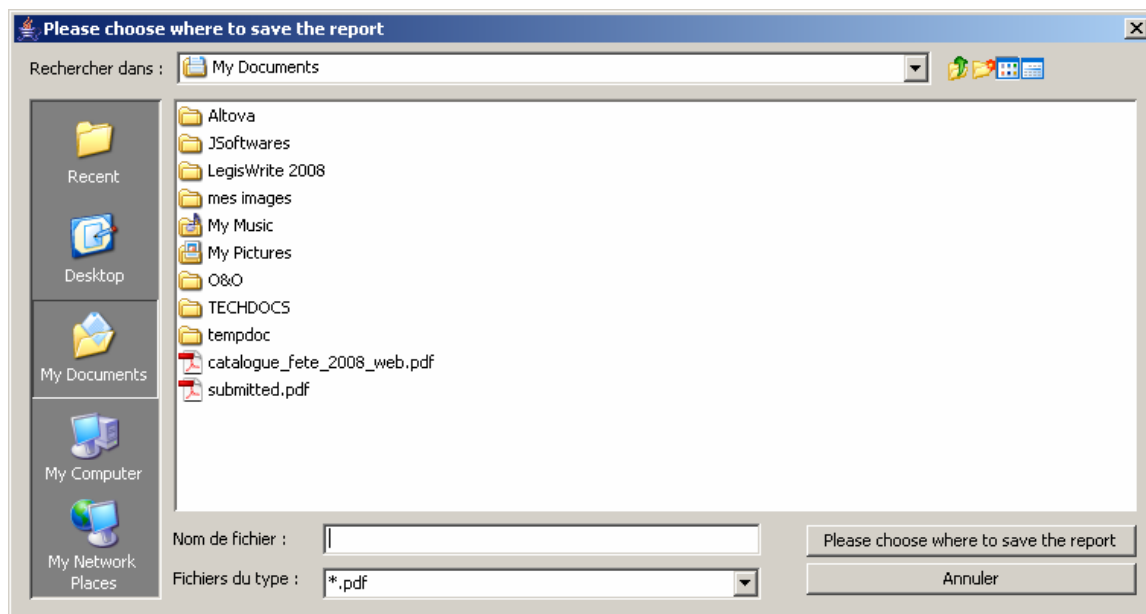 Please choose where to save the report
Rechercher dans :
My Documents
Recent
Desktop
My Documents
My Computer
My Network
Places
Altova
JSoftwares
LegisWrite 2008
mes images
My Music
My Pictures
O&O
TECHDOCS
tempdoc
catalogue_fete_2008_web.pdf
submitted.pdf
Nom de fichier :
Please choose where to save the report
Fichiers du type :
*.pdf
Annuler